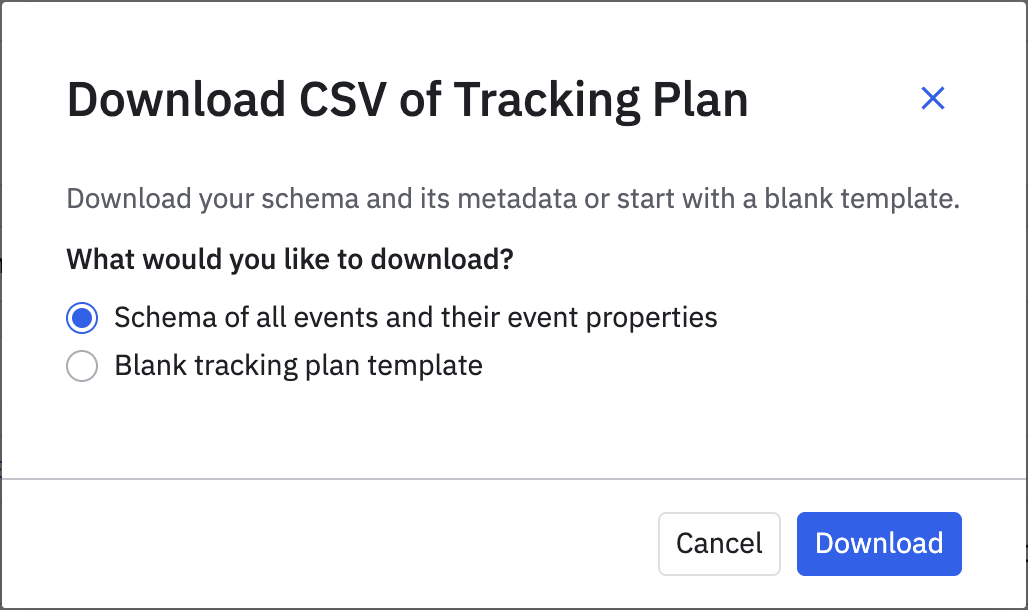 Download CSV of Tracking Plan
Download your schema and its metadata or start with a blank template.
What would you like to download?
Schema of all events and their event properties
Blank tracking plan template
Cancel
Download